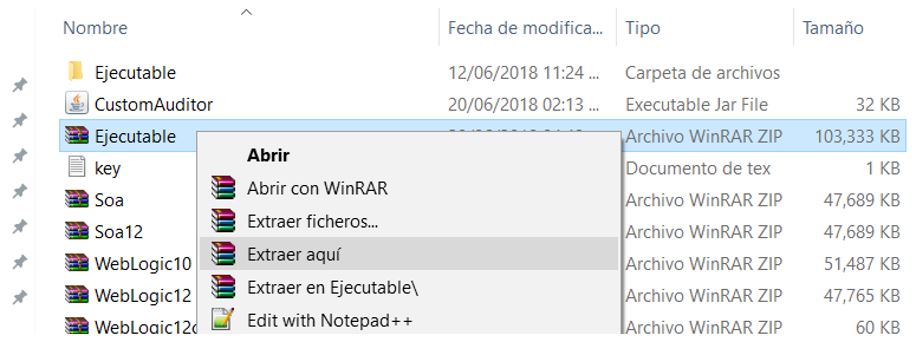 Nombre Fecha de modifica... Tipo Tamaño
Ejecutable 12/06/2018 11:24 ... Carpeta de archivos
CustomAuditor 20/06/2018 02:13 ... Executable Jar File 32 KB
Ejecutable Archivo WinRAR ZIP 103,333 KB
Abrir
key Documento de tex 1 KB
Abrir con WinRAR
Soa Archivo WinRAR ZIP 47,689 KB
Extraer ficheros...
Soa12 Archivo WinRAR ZIP 47,689 KB
Extraer aquí
WebLogic10 Archivo WinRAR ZIP 51,487 KB
Extraer en Ejecutable\
WebLogic12 Archivo WinRAR ZIP 47,765 KB
Edit with Notepad++
WebLogic12c Archivo WinRAR ZIP 60 KB